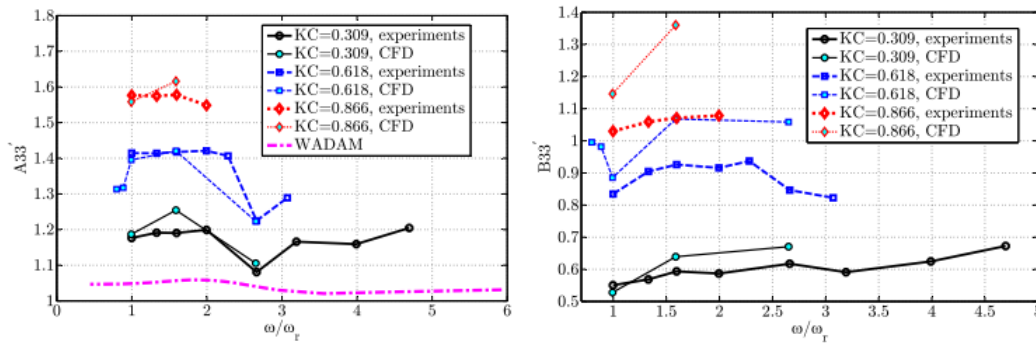 1.8
1.7
1.6
1.5
1.4
1.3
1.2
1.1
1
A33′
0 1 2 3 4 5 6
ω/ωr
KC=0.309, experiments
KC=0.309, CFD
KC=0.618, experiments
KC=0.618, CFD
KC=0.866, experiments
KC=0.866, CFD
WADAM
1.4
1.3
1.2
1.1
1
0.9
0.8
0.7
0.6
0.5
B33′
1 1.5 2 2.5 3 3.5 4 4.5 5
ω/ωr
KC=0.309, experiments
KC=0.309, CFD
KC=0.618, experiments
KC=0.618, CFD
KC=0.866, experiments
KC=0.866, CFD